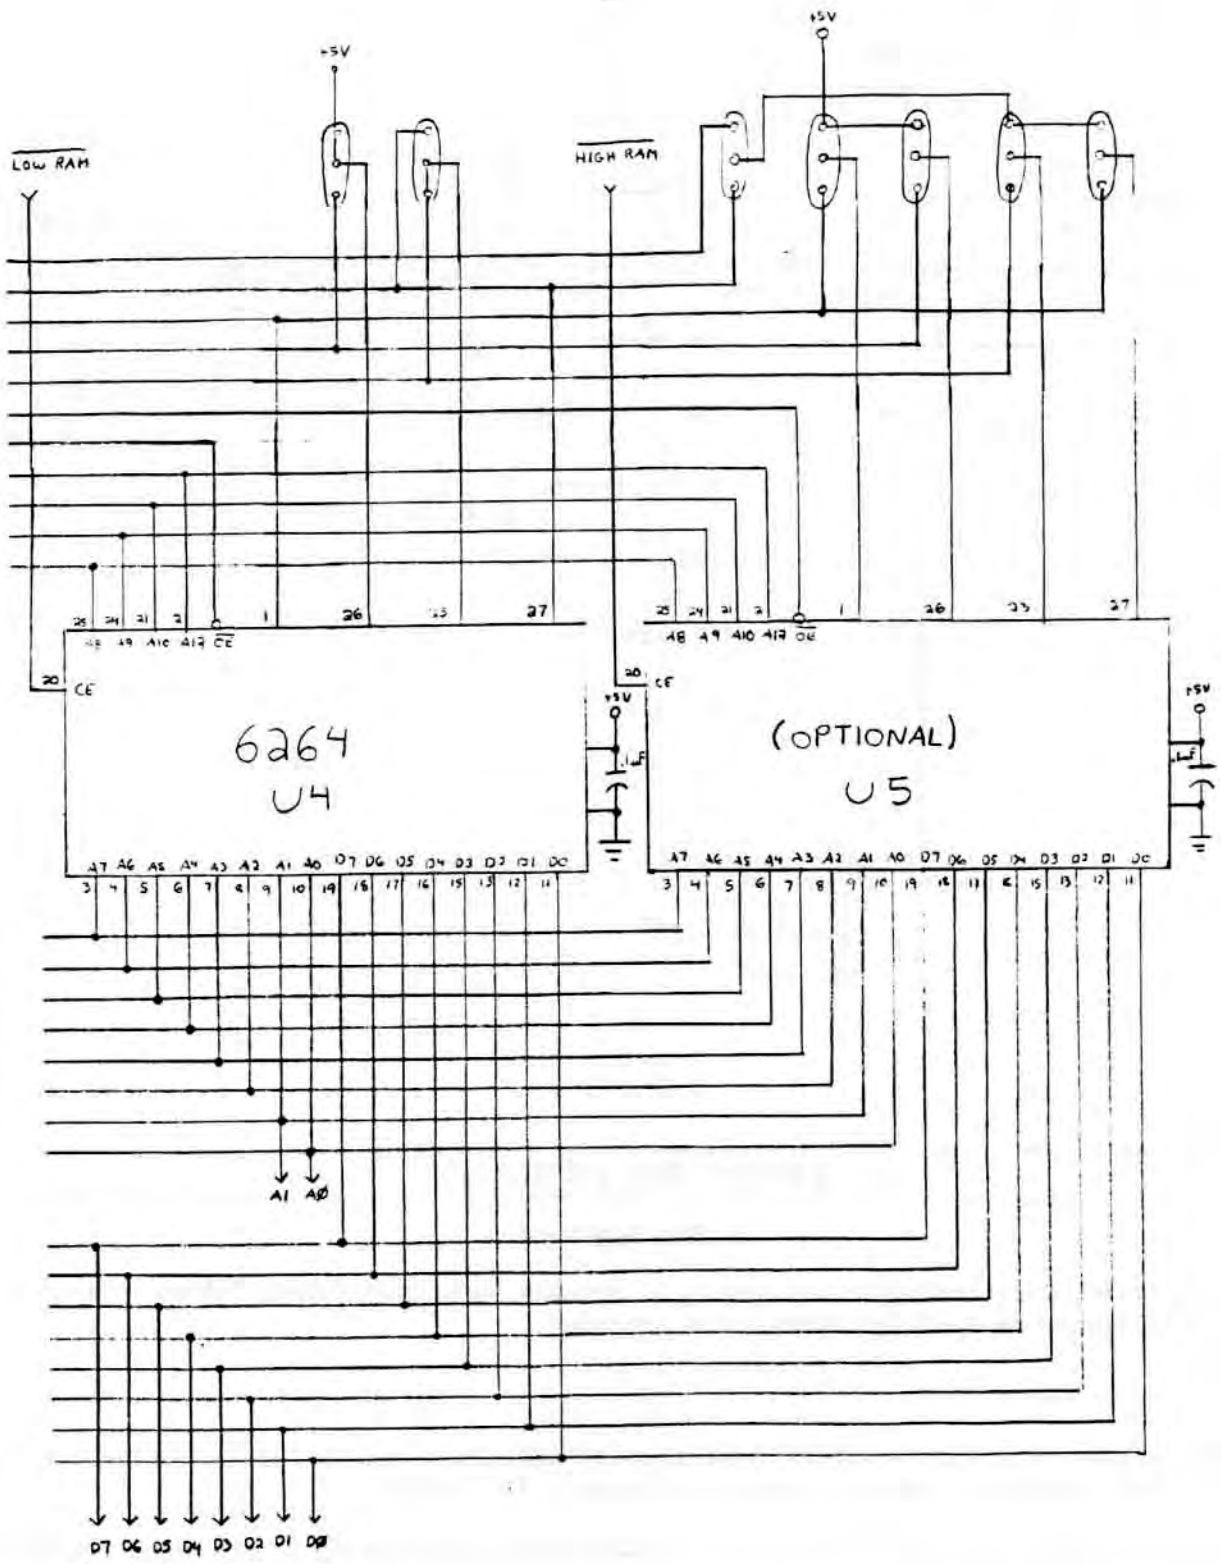 +5V
+5V
LOW RAM
HIGH RAM
25 24 21 2 1 26 23 27
A8 A9 A10 A12 OE
25 24 21 2 1 26 23 27
A8 A9 A10 A12 OE
20 CE
20 CE
+5V
+5V
6264
U4
(OPTIONAL)
U5
A7 A6 A5 A4 A3 A2 A1 A0 D7 D6 D5 D4 D3 D2 D1 D0
3 4 5 6 7 8 9 10 19 18 17 16 15 13 12 11
A7 A6 A5 A4 A3 A2 A1 A0 D7 D6 D5 D4 D3 D2 D1 D0
3 4 5 6 7 8 9 10 19 18 17 16 15 13 12 11
A1 AØ
D7 D6 D5 D4 D3 D2 D1 DØ